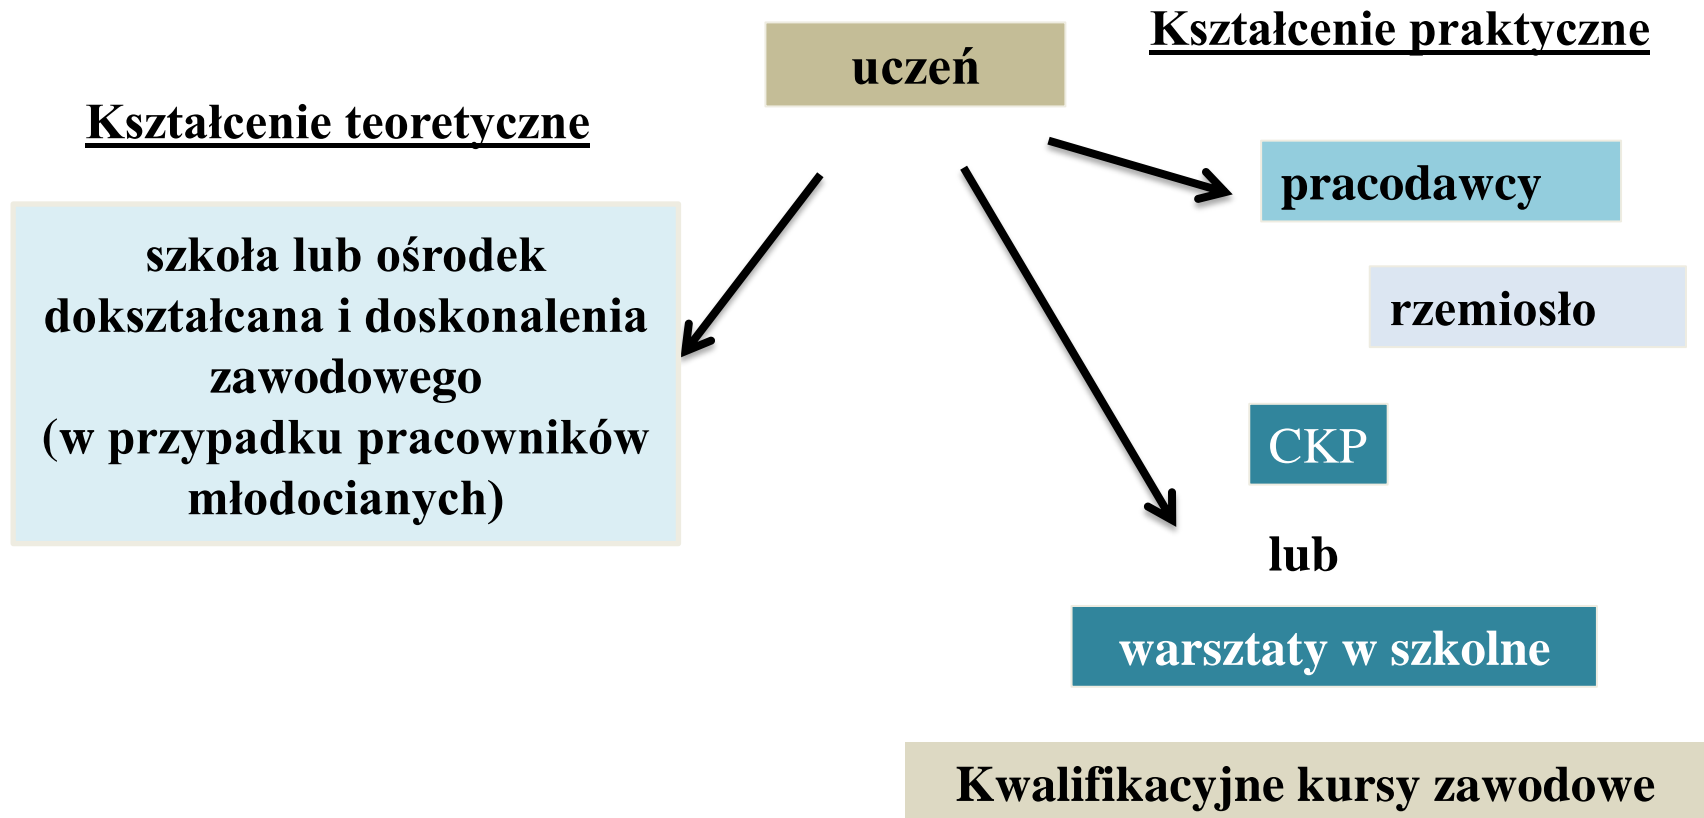 Kształcenie praktyczne
uczeń
Kształcenie teoretyczne
pracodawcy
szkoła lub ośrodek
dokształcana i doskonalenia
zawodowego
(w przypadku pracowników
młodocianych)
rzemiosło
CKP
lub
warsztaty w szkolne
Kwalifikacyjne kursy zawodowe